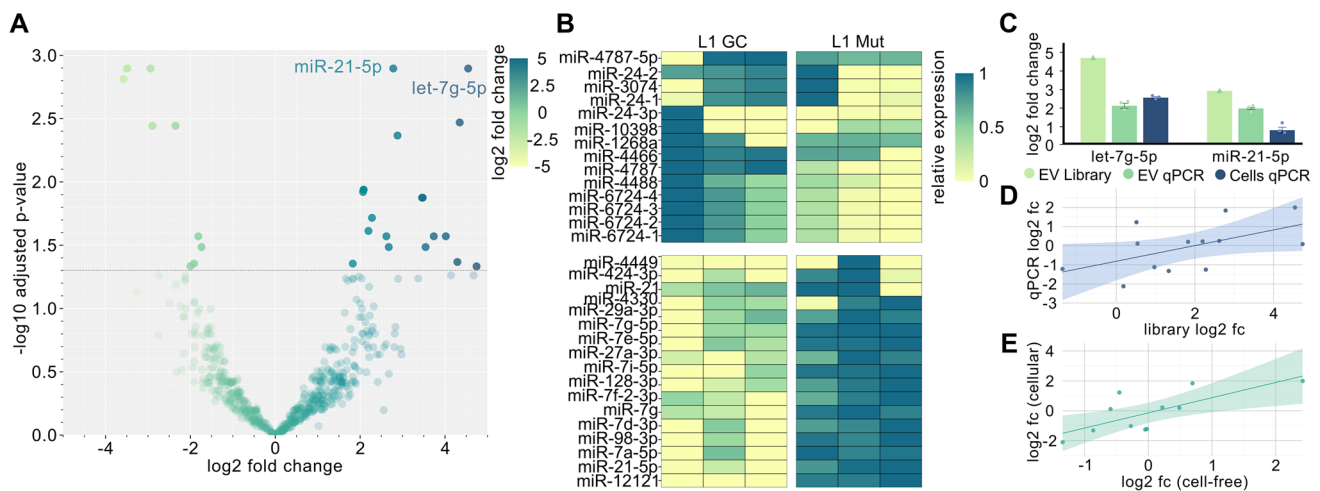 A
3.0
2.5
2.0
1.5
1.0
0.5
0.0
-4
-2
0
2
4
-log10 adjusted p-value
log2 fold change
miR-21-5p
let-7g-5p
log2 fold change
5
2.5
0
-2.5
-5
B
L1 GC
L1 Mut
miR-4787-5p
miR-24-2
miR-3074
miR-24-1
miR-24-3p
miR-10398
miR-1268a
miR-4466
miR-4787
miR-4488
miR-6724-4
miR-6724-3
miR-6724-2
miR-6724-1
miR-4449
miR-424-3p
miR-21
miR-4330
miR-29a-3p
miR-7g-5p
miR-7e-5p
miR-27a-3p
miR-7i-5p
miR-128-3p
miR-7f-2-3p
miR-7g
miR-7d-3p
miR-98-3p
miR-7a-5p
miR-21-5p
miR-12121
relative expression
1
0.5
0
C
log2 fold change
5
4
3
2
1
0
let-7g-5p
miR-21-5p
EV Library
EV qPCR
Cells qPCR
D
qPCR log2 fc
2
1
0
-1
-2
-3
0
2
4
library log2 fc
E
log2 fc (cellular)
4
2
0
-2
-1
0
1
2
log2 fc (cell-free)